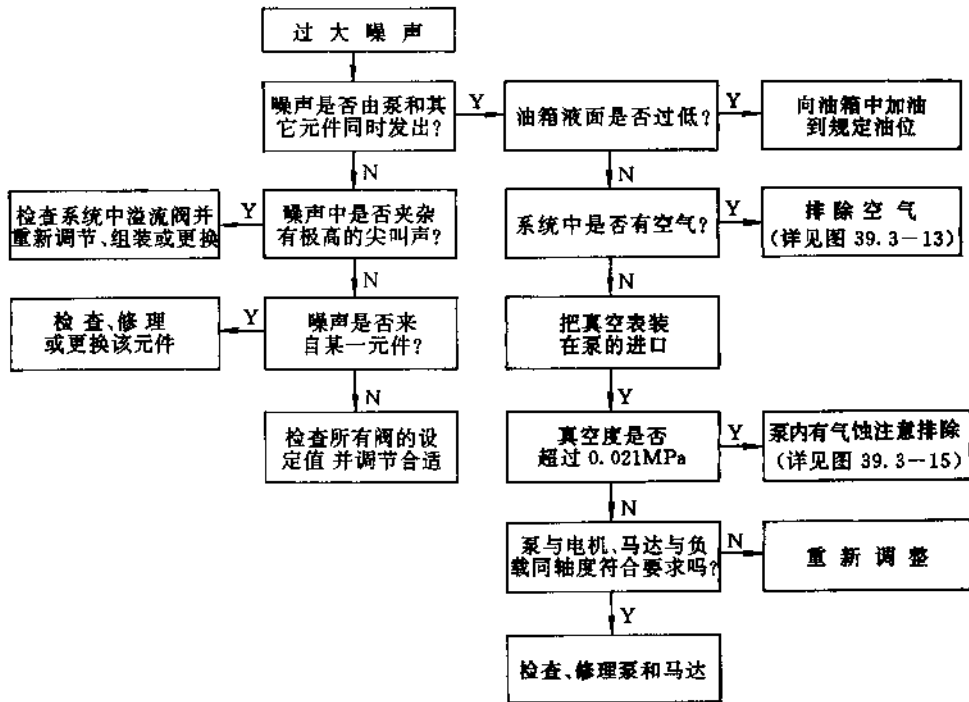 过大噪声
噪声是否由泵和其
它元件同时发出？
Y
油箱液面是否过低？
Y
向油箱中加油
到规定油位
N
N
检查系统中溢流阀并
重新调节、组装或更换
Y
噪声中是否夹杂
有极高的尖叫声？
系统中是否有空气？
Y
排除空气
（详见图 39.3-13）
N
N
检查、修理
或更换该元件
Y
噪声是否来
自某一元件？
把真空表装
在泵的进口
N
Y
检查所有阀的设
定值并调节合适
真空度是否
超过 0.021MPa
Y
泵内有气蚀注意排除
（详见图 39.3-15）
N
泵与电机、马达与负
载同轴度符合要求吗？
N
重新调整
Y
检查、修理泵和马达